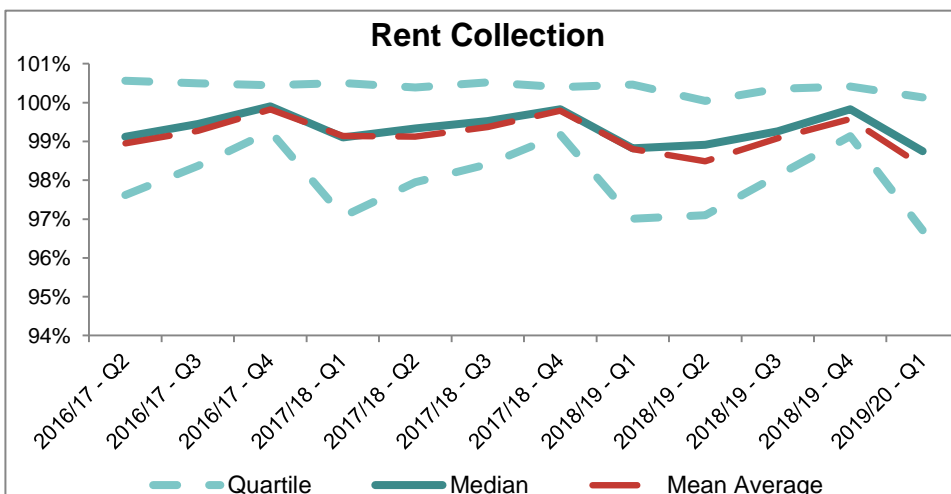 Rent Collection
101%
100%
99%
98%
97%
96%
95%
94%
2016/17 - Q2
2016/17 - Q3
2016/17 - Q4
2017/18 - Q1
2017/18 - Q2
2017/18 - Q3
2017/18 - Q4
2018/19 - Q1
2018/19 - Q2
2018/19 - Q3
2018/19 - Q4
2019/20 - Q1
Quartile Median Mean Average